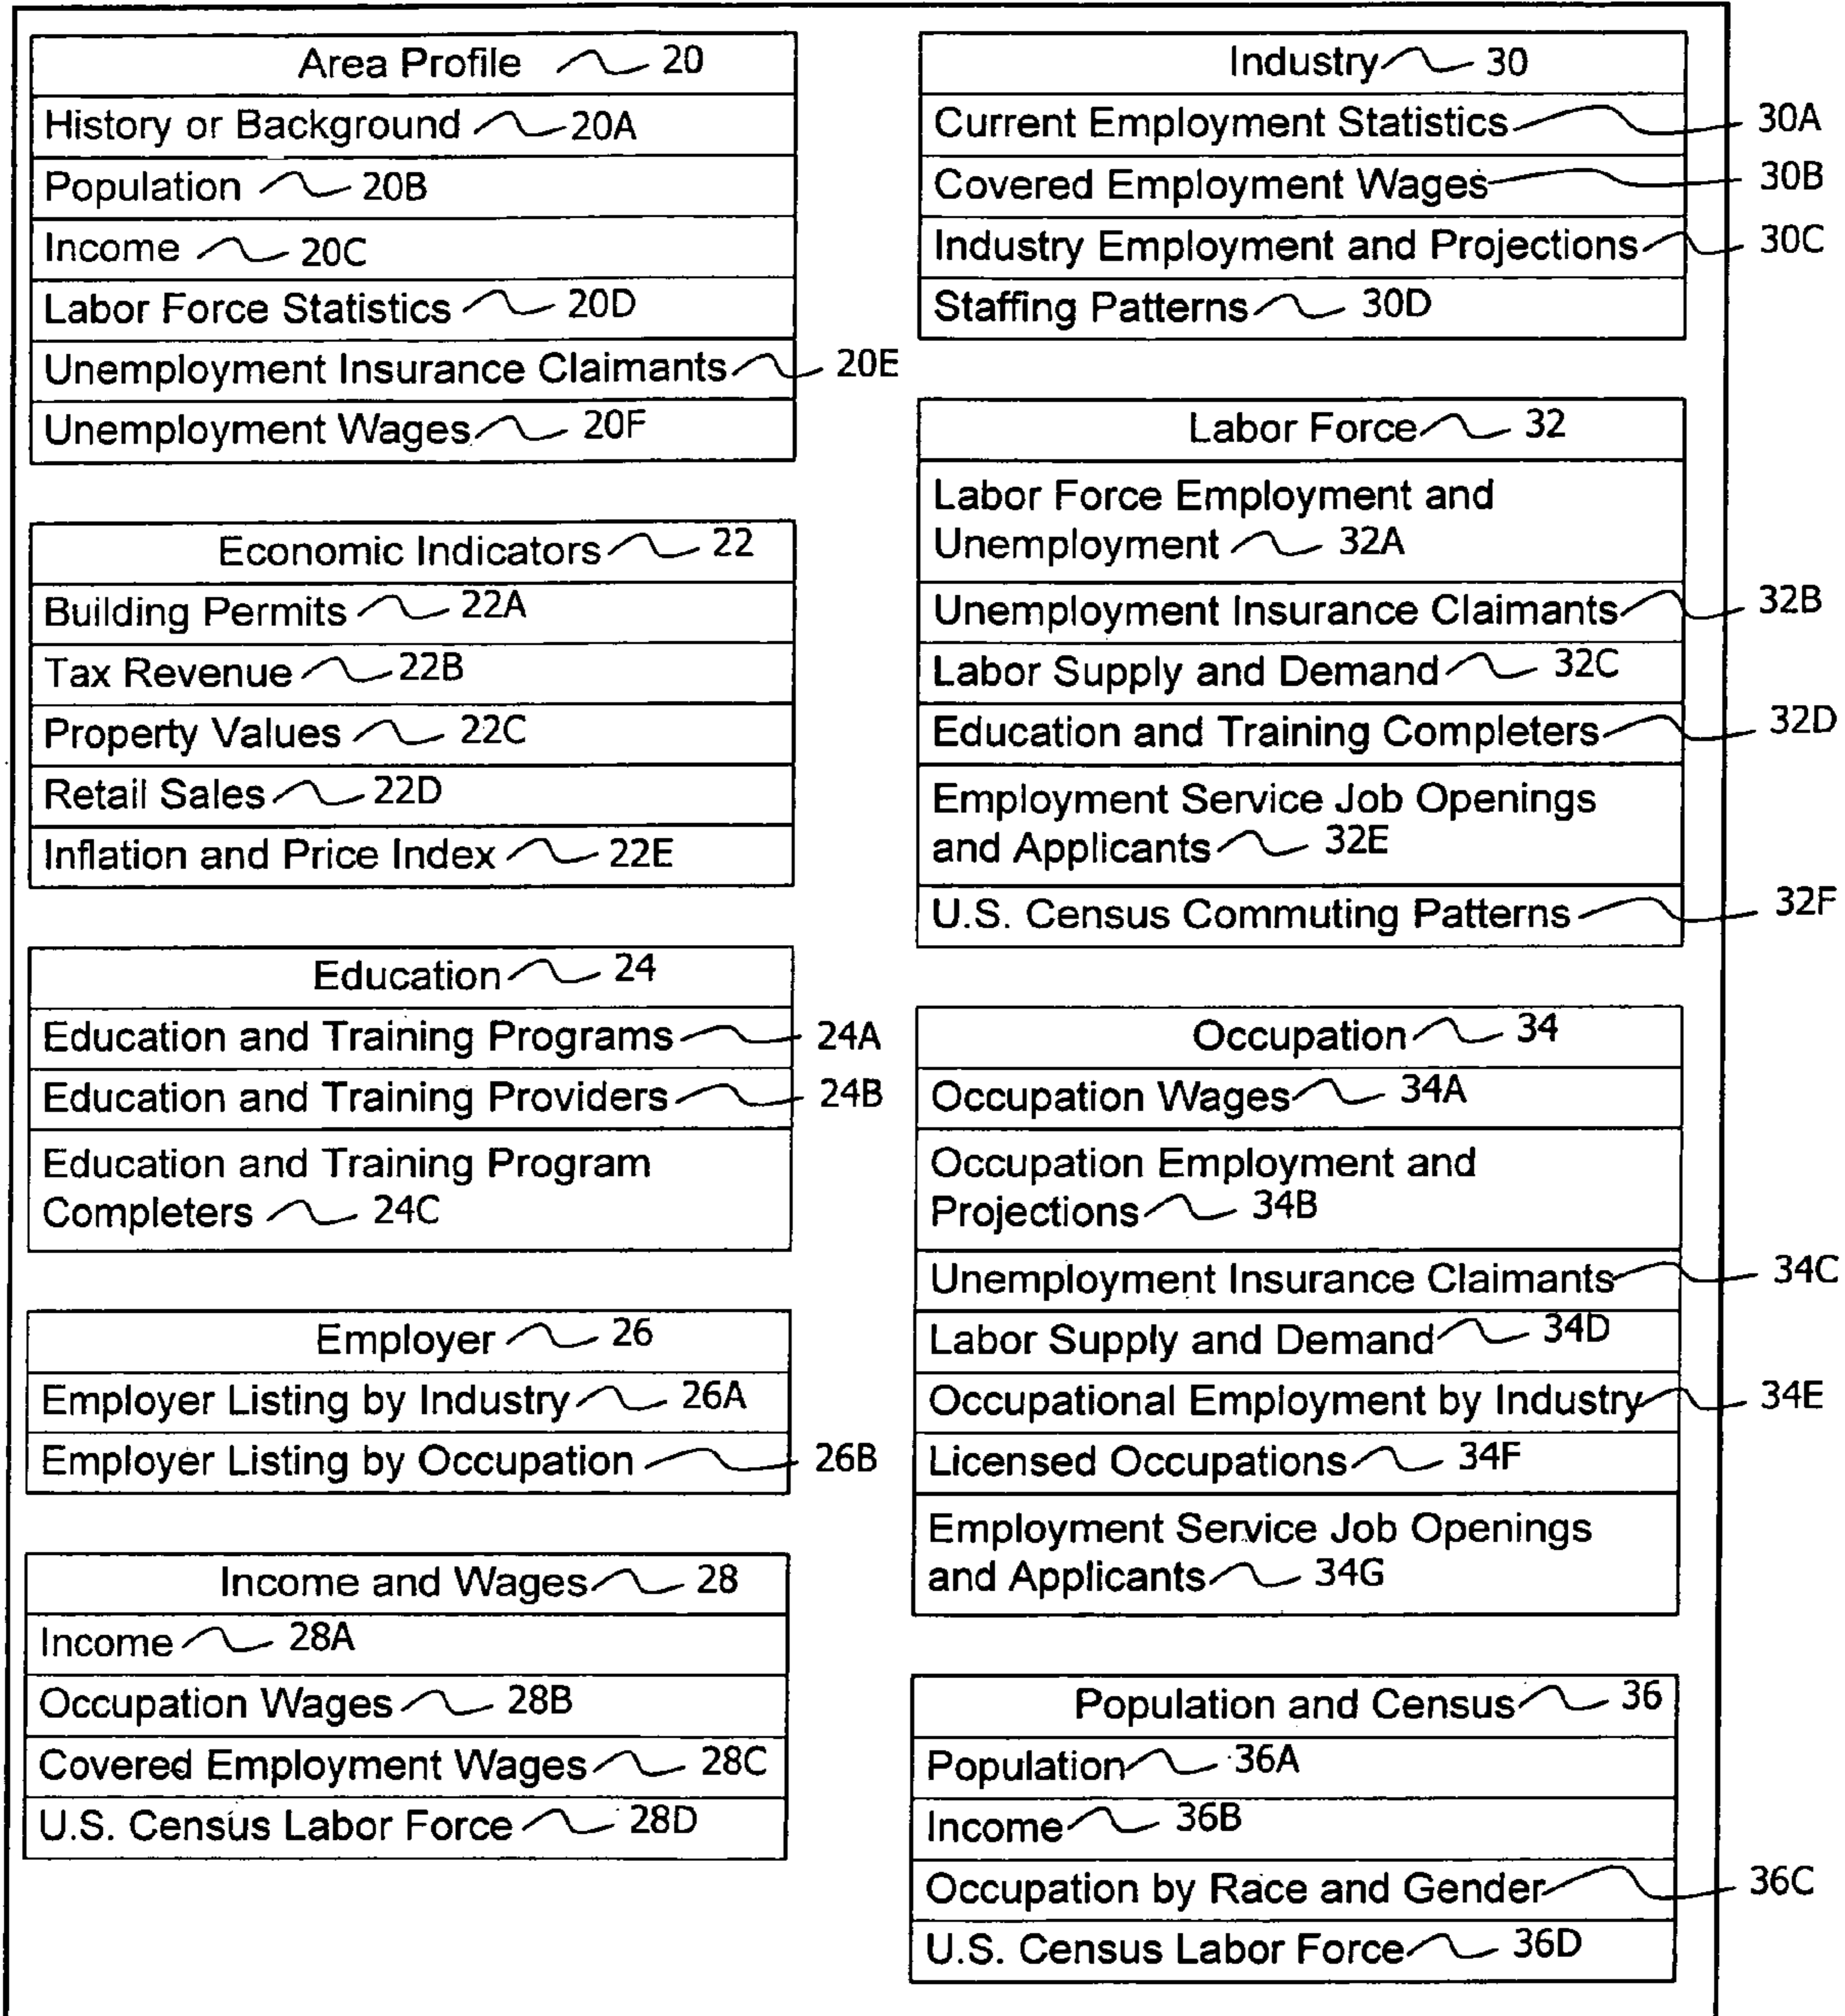 Area Profile 20
History or Background 20A
Population 20B
Income 20C
Labor Force Statistics 20D
Unemployment Insurance Claimants 20E
Unemployment Wages 20F
Economic Indicators 22
Building Permits 22A
Tax Revenue 22B
Property Values 22C
Retail Sales 22D
Inflation and Price Index 22E
Education 24
Education and Training Programs 24A
Education and Training Providers 24B
Education and Training Program
Completers 24C
Employer 26
Employer Listing by Industry 26A
Employer Listing by Occupation 26B
Income and Wages 28
Income 28A
Occupation Wages 28B
Covered Employment Wages 28C
U.S. Census Labor Force 28D
Industry 30
Current Employment Statistics 30A
Covered Employment Wages 30B
Industry Employment and Projections 30C
Staffing Patterns 30D
Labor Force 32
Labor Force Employment and
Unemployment 32A
Unemployment Insurance Claimants 32B
Labor Supply and Demand 32C
Education and Training Completers 32D
Employment Service Job Openings
and Applicants 32E
U.S. Census Commuting Patterns 32F
Occupation 34
Occupation Wages 34A
Occupation Employment and
Projections 34B
Unemployment Insurance Claimants 34C
Labor Supply and Demand 34D
Occupational Employment by Industry 34E
Licensed Occupations 34F
Employment Service Job Openings
and Applicants 34G
Population and Census 36
Population 36A
Income 36B
Occupation by Race and Gender 36C
U.S. Census Labor Force 36D